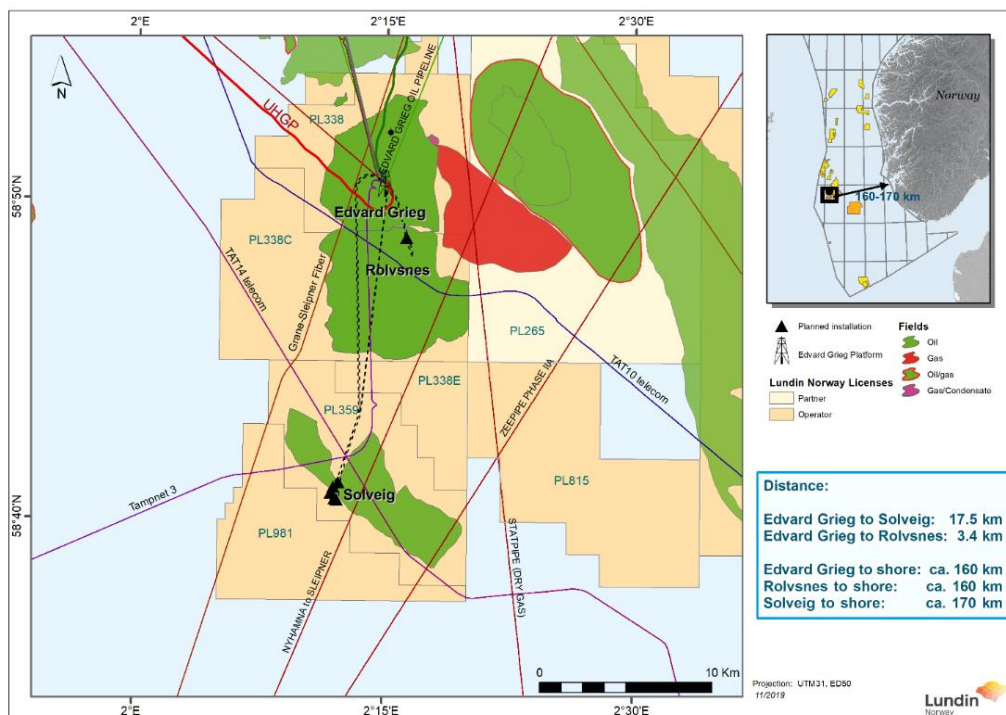 2°0'E
2°15'E
2°30'E
N
UHGP
PL338
EDVARD GRIEG OIL PIPELINE
Norway
160-170 km
58°50'N
Edvard Grieg
PL338C
Rolvsnes
TAT14 telecom
Grane-Sleipner Fiber
PL265
TAT10 telecom
PL338E
ZEEPIPE PHASE IIA
PL359
Solveig
PL815
Tampnet 3
58°40'N
PL981
NYHAMNA to SLEIPNER
STATPIPE (DRY GAS)
Planned installation
Edvard Grieg Platform
Lundin Norway Licenses
Partner
Operator
Fields
Oil
Gas
Oil/gas
Gas/Condensate
Distance:
Edvard Grieg to Solveig: 17.5 km
Edvard Grieg to Rolvsnes: 3.4 km
Edvard Grieg to shore: ca. 160 km
Rolvsnes to shore: ca. 160 km
Solveig to shore: ca. 170 km
0
10 Km
2°0'E
2°15'E
2°30'E
Projection: UTM31, ED50
11/2019
Lundin
Norway